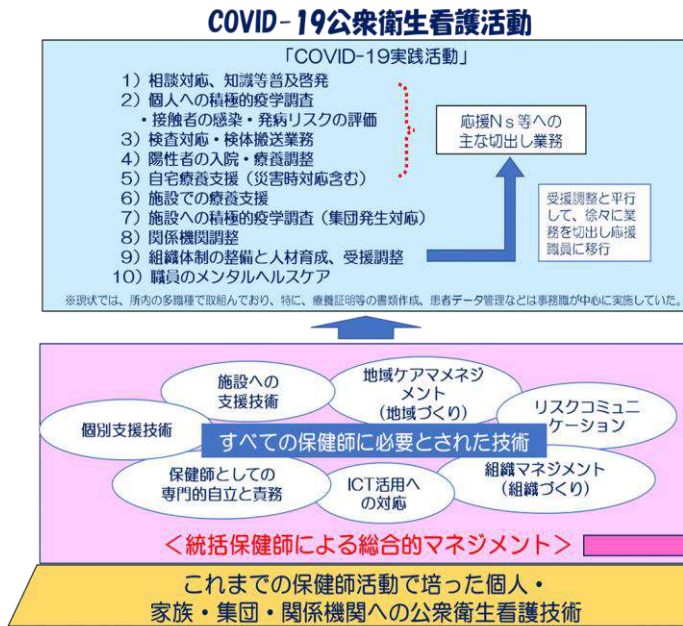 COVID-19公衆衛生看護活動
「COVID-19実践活動」
1）相談対応、知識等普及啓発
2）個人への積極的疫学調査
・接触者の感染・発病リスクの評価
3）検査対応・検体搬送業務
4）陽性者の入院・療養調整
5）自宅療養支援（災害時対応含む）
6）施設での療養支援
7）施設への積極的疫学調査（集団発生対応）
8）関係機関調整
9）組織体制の整備と人材育成、受援調整
10）職員のメンタルヘルスケア
応援Ns等への
主な切出し業務
受援調整と平行
して、徐々に業
務を切出し応援
職員に移行
※現状では、所内の多職種で取組んでおり、特に、療養証明等の書類作成、患者データ管理などは事務職が中心に実施していた。
施設への
支援技術
地域ケアマメネジ
メント
（地域づくり）
リスクコミュニ
ケーション
個別支援技術
すべての保健師に必要とされた技術
保健師としての
専門的自立と責務
ICT活用へ
の対応
組織マネジメント
（組織づくり）
＜統括保健師による総合的マネジメント＞
これまでの保健師活動で培った個人・
家族・集団・関係機関への公衆衛生看護技術